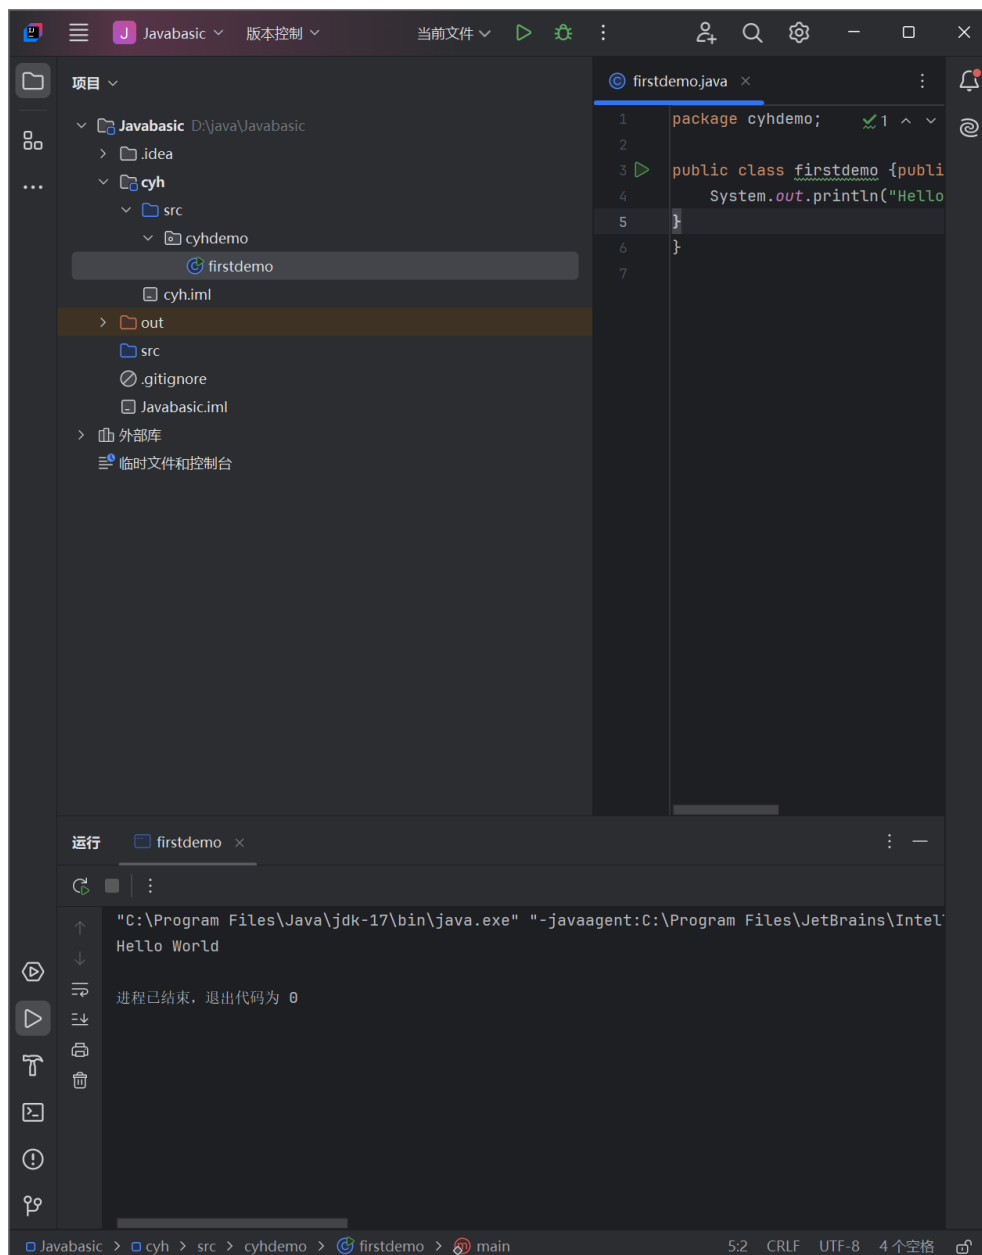 J Javabasic 版本控制 当前文件
项目
Javabasic D:\java\Javabasic
.idea
cyh
src
cyhdemo
firstdemo
cyh.iml
out
src
.gitignore
Javabasic.iml
外部库
临时文件和控制台
firstdemo.java
1 package cyhdemo; 1
2
3 public class firstdemo {publi
4 System.out.println("Hello
5 }
6 }
7
运行 firstdemo
"C:\Program Files\Java\jdk-17\bin\java.exe" "-javaagent:C:\Program Files\JetBrains\Intel
Hello World
进程已结束，退出代码为 0
Javabasic > cyh > src > cyhdemo > firstdemo > main 5:2 CRLF UTF-8 4 个空格